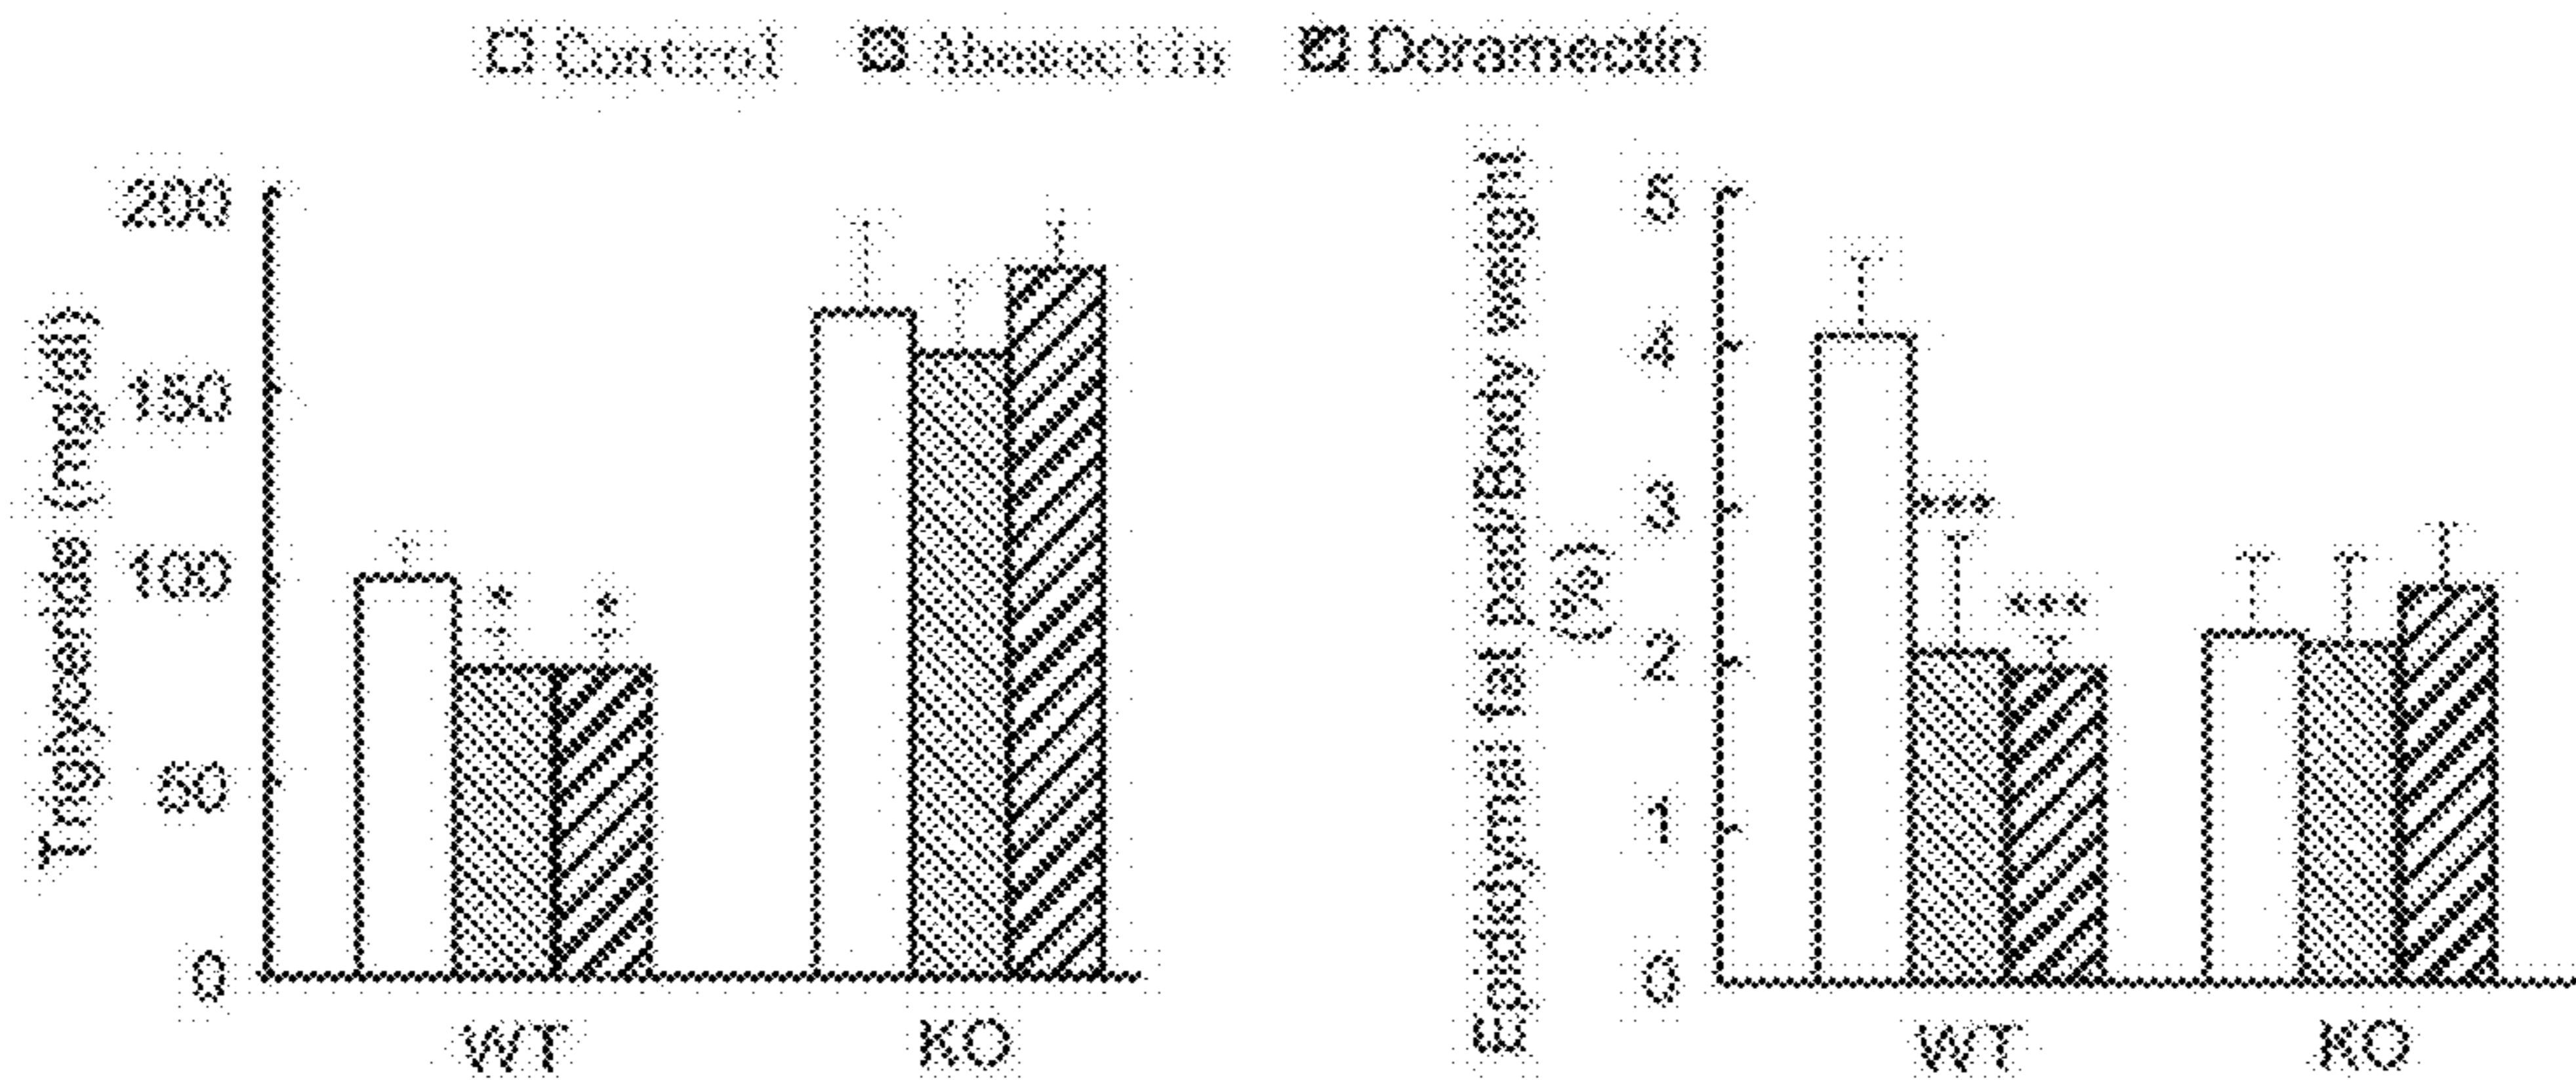 Control Abamectin Doramectin
Triglyceride (mg/dl)
200
150
100
50
0
*
*
WT
KO
Epididymal fat pad/Body weight
(%)
5
4
3
2
1
0
***
***
WT
KO